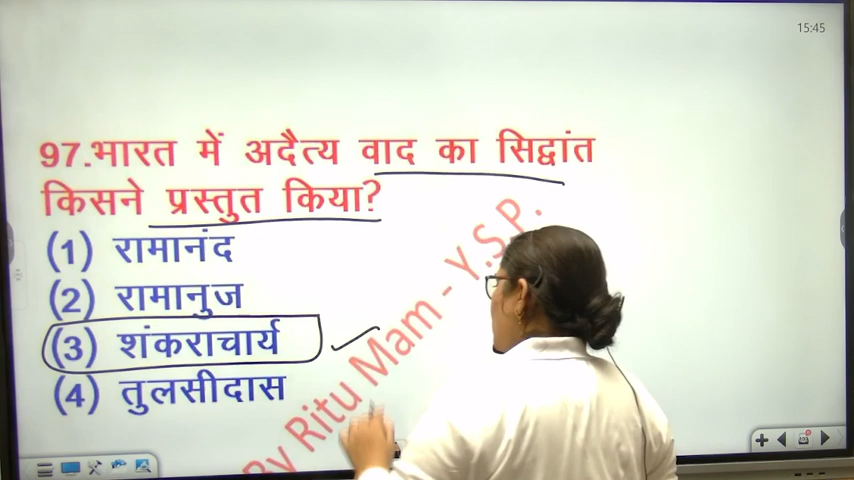 15:45
97.भारत में अदैत्य वाद का सिद्वांत
किसने प्रस्तुत किया?
(1) रामानंद
(2) रामानुज
(3) शंकराचार्य
(4) तुलसीदास
By Ritu Mam - Y.S.P.